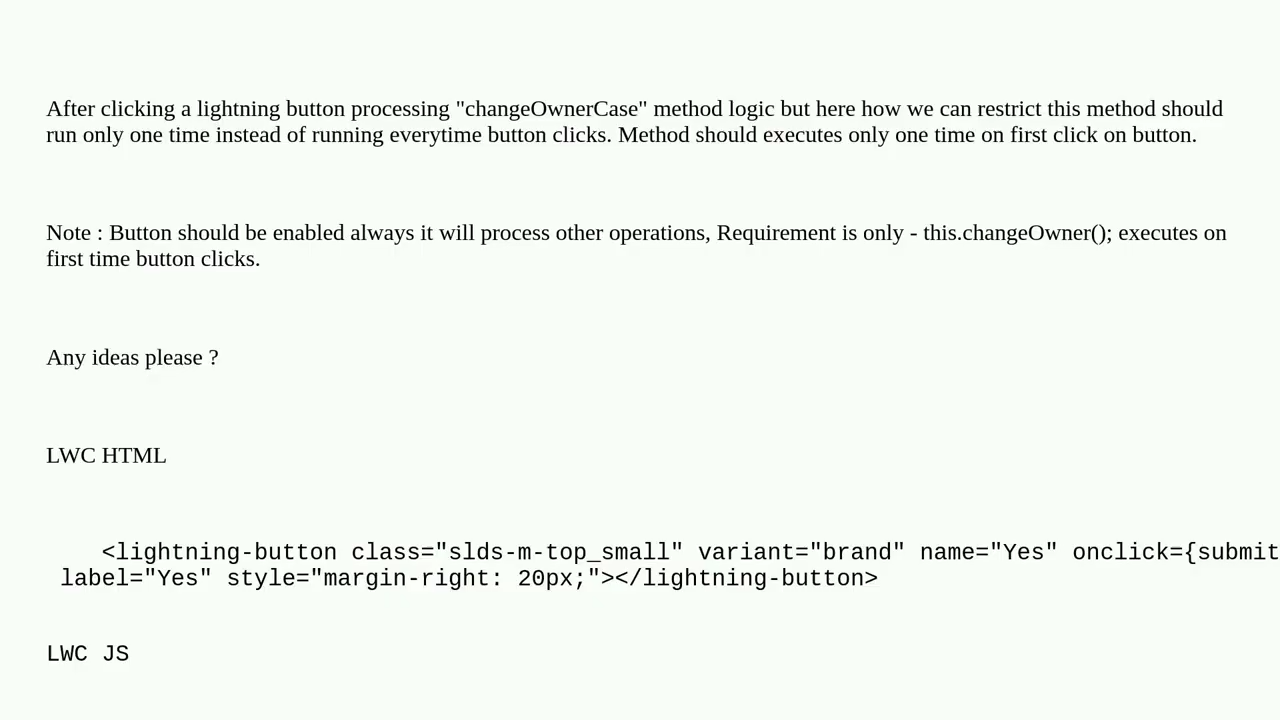 After clicking a lightning button processing "changeOwnerCase" method logic but here how we can restrict this method should
run only one time instead of running everytime button clicks. Method should executes only one time on first click on button.
Note : Button should be enabled always it will process other operations, Requirement is only - this.changeOwner(); executes on
first time button clicks.
Any ideas please ?
LWC HTML
<lightning-button class="slds-m-top_small" variant="brand" name="Yes" onclick={submit
label="Yes" style="margin-right: 20px;"></lightning-button>
LWC JS